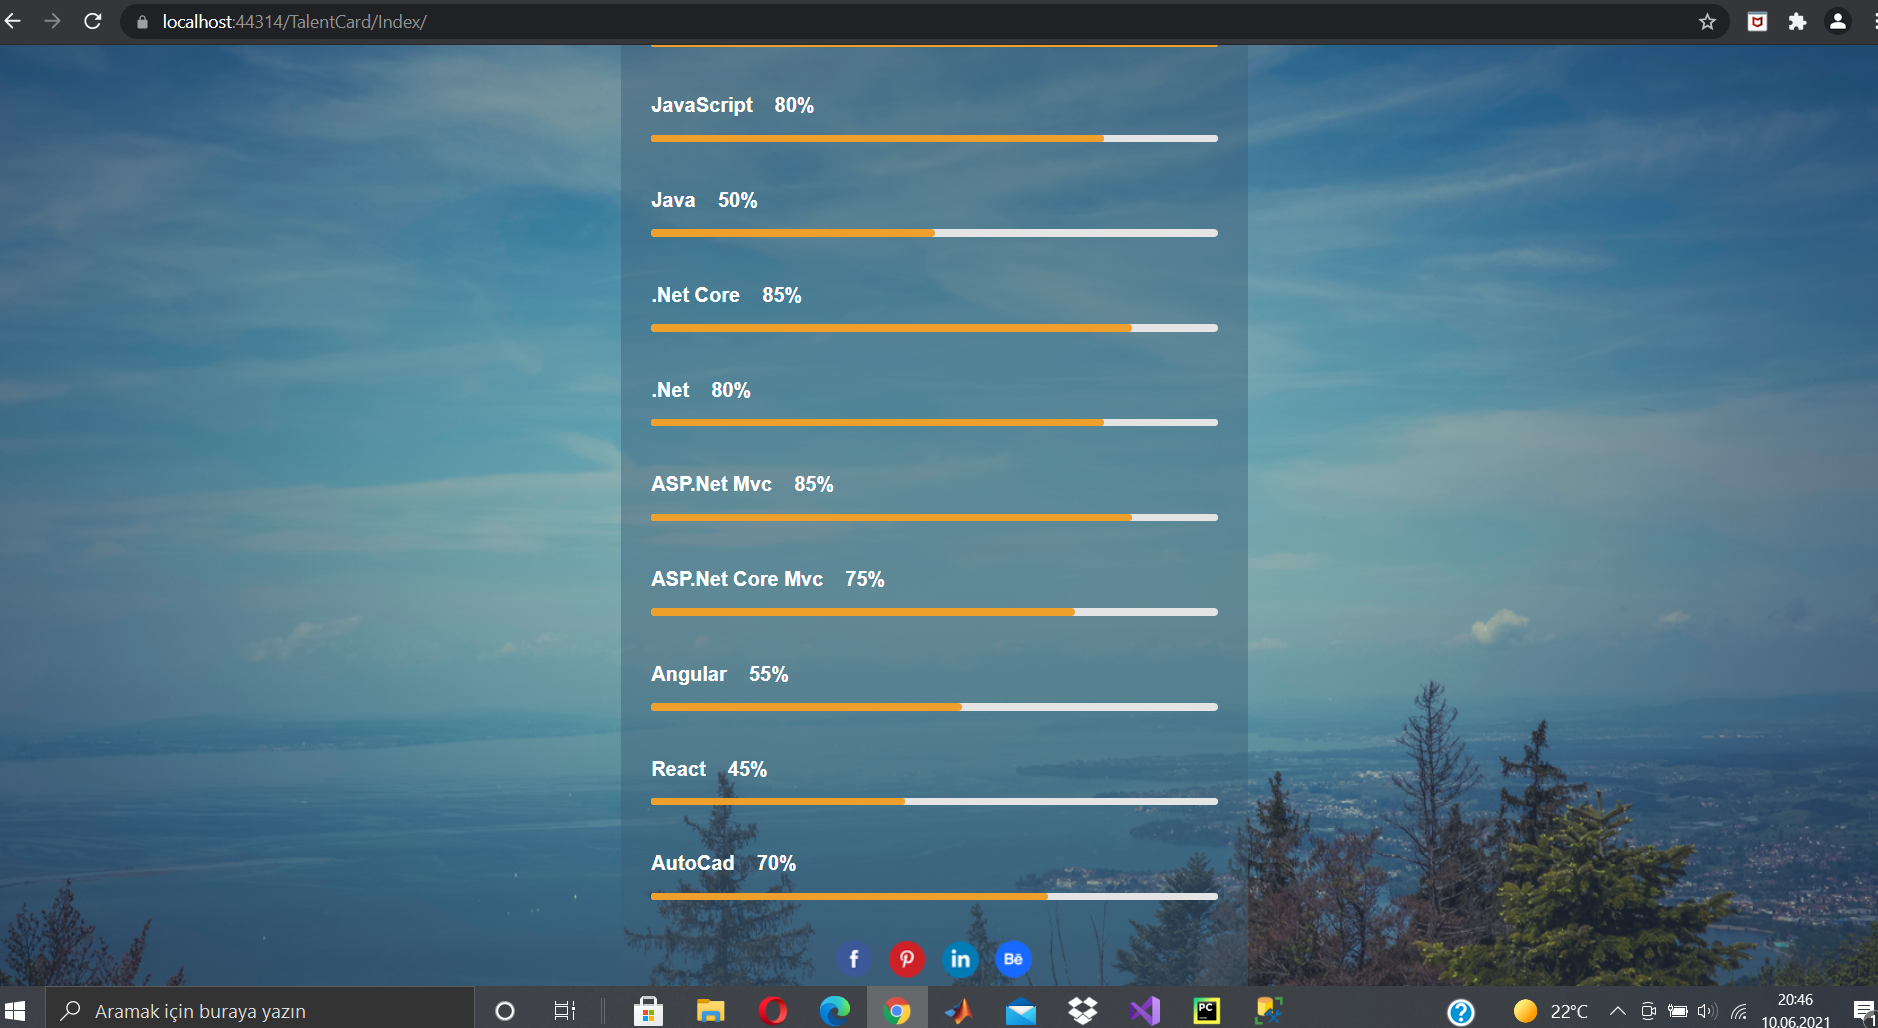 localhost:44314/TalentCard/Index/
JavaScript 80%
Java 50%
.Net Core 85%
.Net 80%
ASP.Net Mvc 85%
ASP.Net Core Mvc 75%
Angular 55%
React 45%
AutoCad 70%
f in Bē
Aramak için buraya yazın
PC
22°C
20:46
10.06.2021
1